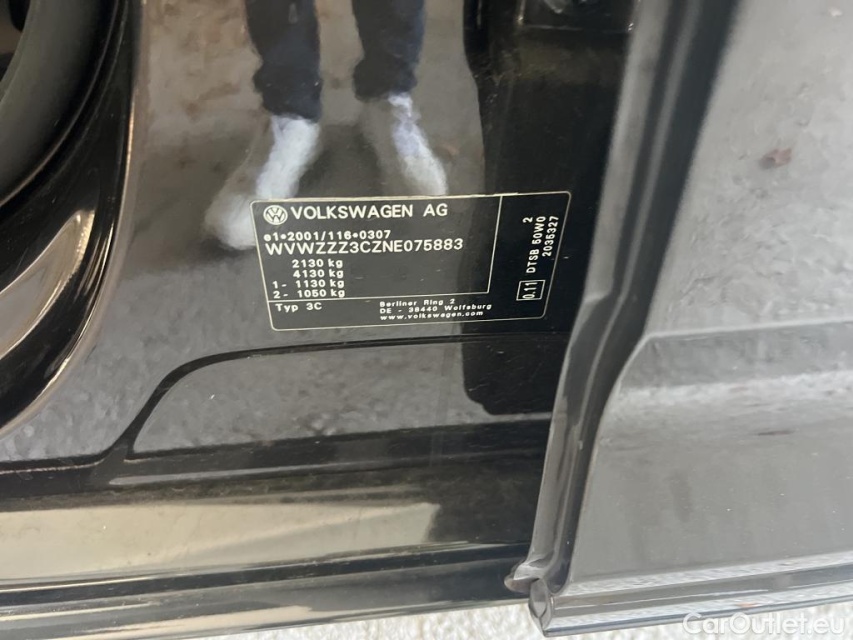 VOLKSWAGEN AG
e1*2001/116*0307
WVWZZZ3CZNE075883
2130 kg
4130 kg
1- 1130 kg
2- 1050 kg
Typ 3C
Berliner Ring 2
DE - 38440 Wolfsburg
www.volkswagen.com
0.11
DTSB 60W0 2
2035327
CarOutlet.eu